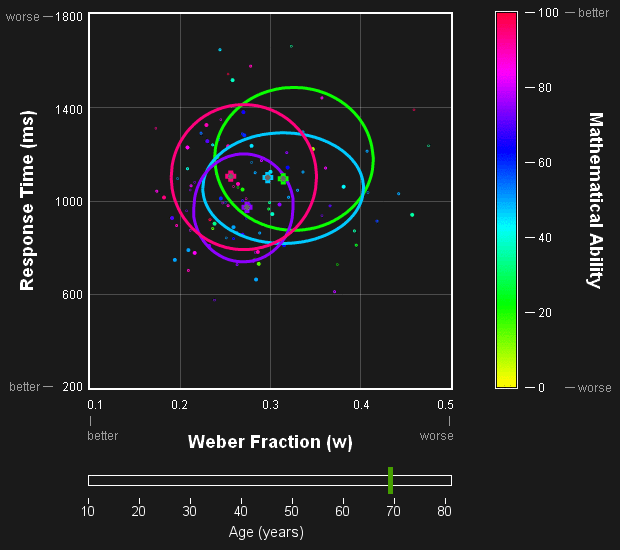 worse
1800
1400
1000
600
better
200
Response Time (ms)
0.1
0.2
0.3
0.4
0.5
better
worse
Weber Fraction (w)
10
20
30
40
50
60
70
80
Age (years)
100
better
80
60
40
20
0
worse
Mathematical Ability